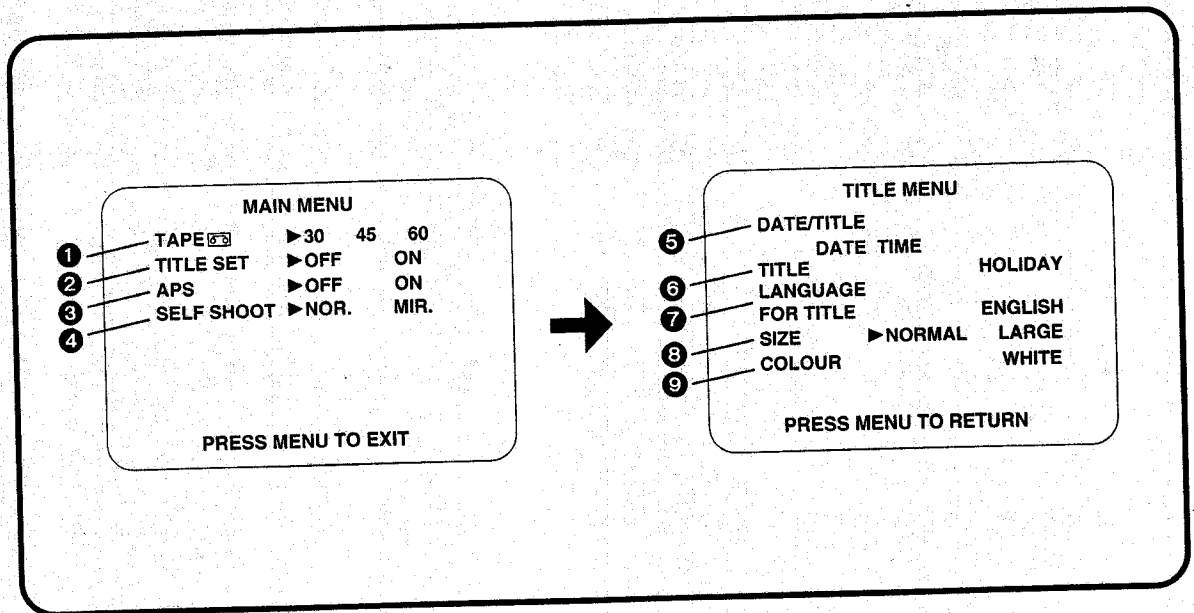 MAIN MENU
1 TAPE ▶30 45 60
2 TITLE SET ▶OFF ON
3 APS ▶OFF ON
4 SELF SHOOT ▶NOR. MIR.
PRESS MENU TO EXIT
TITLE MENU
5 DATE/TITLE
DATE TIME
6 TITLE HOLIDAY
7 LANGUAGE
FOR TITLE ENGLISH
8 SIZE ▶NORMAL LARGE
9 COLOUR WHITE
PRESS MENU TO RETURN